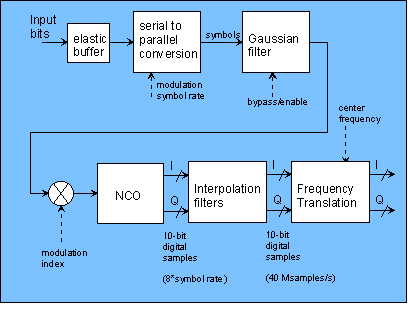 Input
bits
elastic
buffer
serial to
parallel
conversion
symbols
Gaussian
filter
modulation
symbol rate
bypass/enable
center
frequency
NCO
I
Q
Interpolation
filters
I
Q
Frequency
Translation
I
Q
modulation
index
10-bit
digital
samples
(8*symbol rate)
10-bit
digital
samples
(40 Msamples/s)